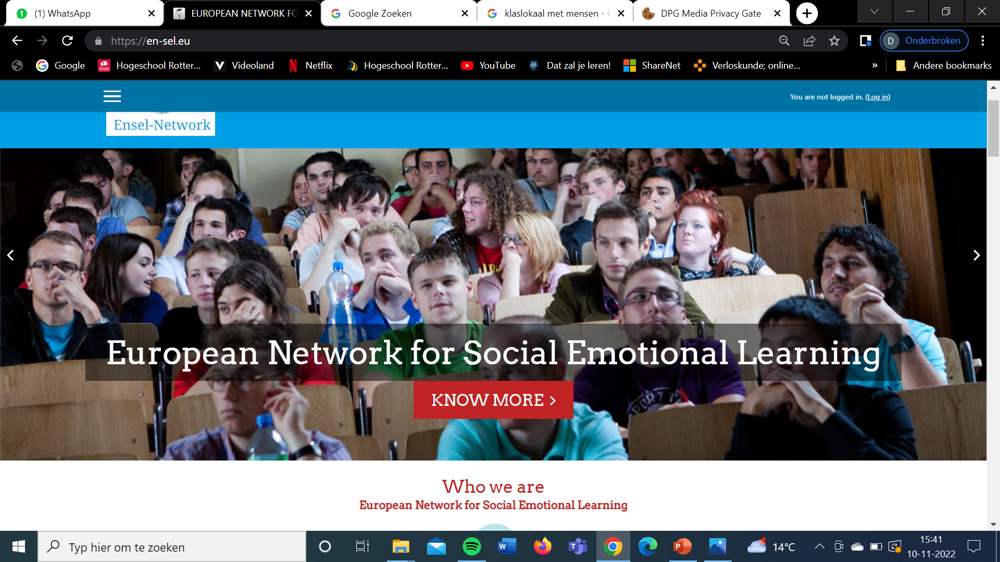 (1) WhatsApp
EUROPEAN NETWORK FO
Google Zoeken
klaslokaal met mensen -
DPG Media Privacy Gate
https://en-sel.eu
D Onderbroken
Google
Hogeschool Rotter...
Videoland
Netflix
Hogeschool Rotter...
YouTube
Dat zal je leren!
ShareNet
Verloskunde; online...
»
Andere bookmarks
You are not logged in. (Log in)
Ensel-Network
European Network for Social Emotional Learning
KNOW MORE >
Who we are
European Network for Social Emotional Learning
Typ hier om te zoeken
14°C
15:41
10-11-2022